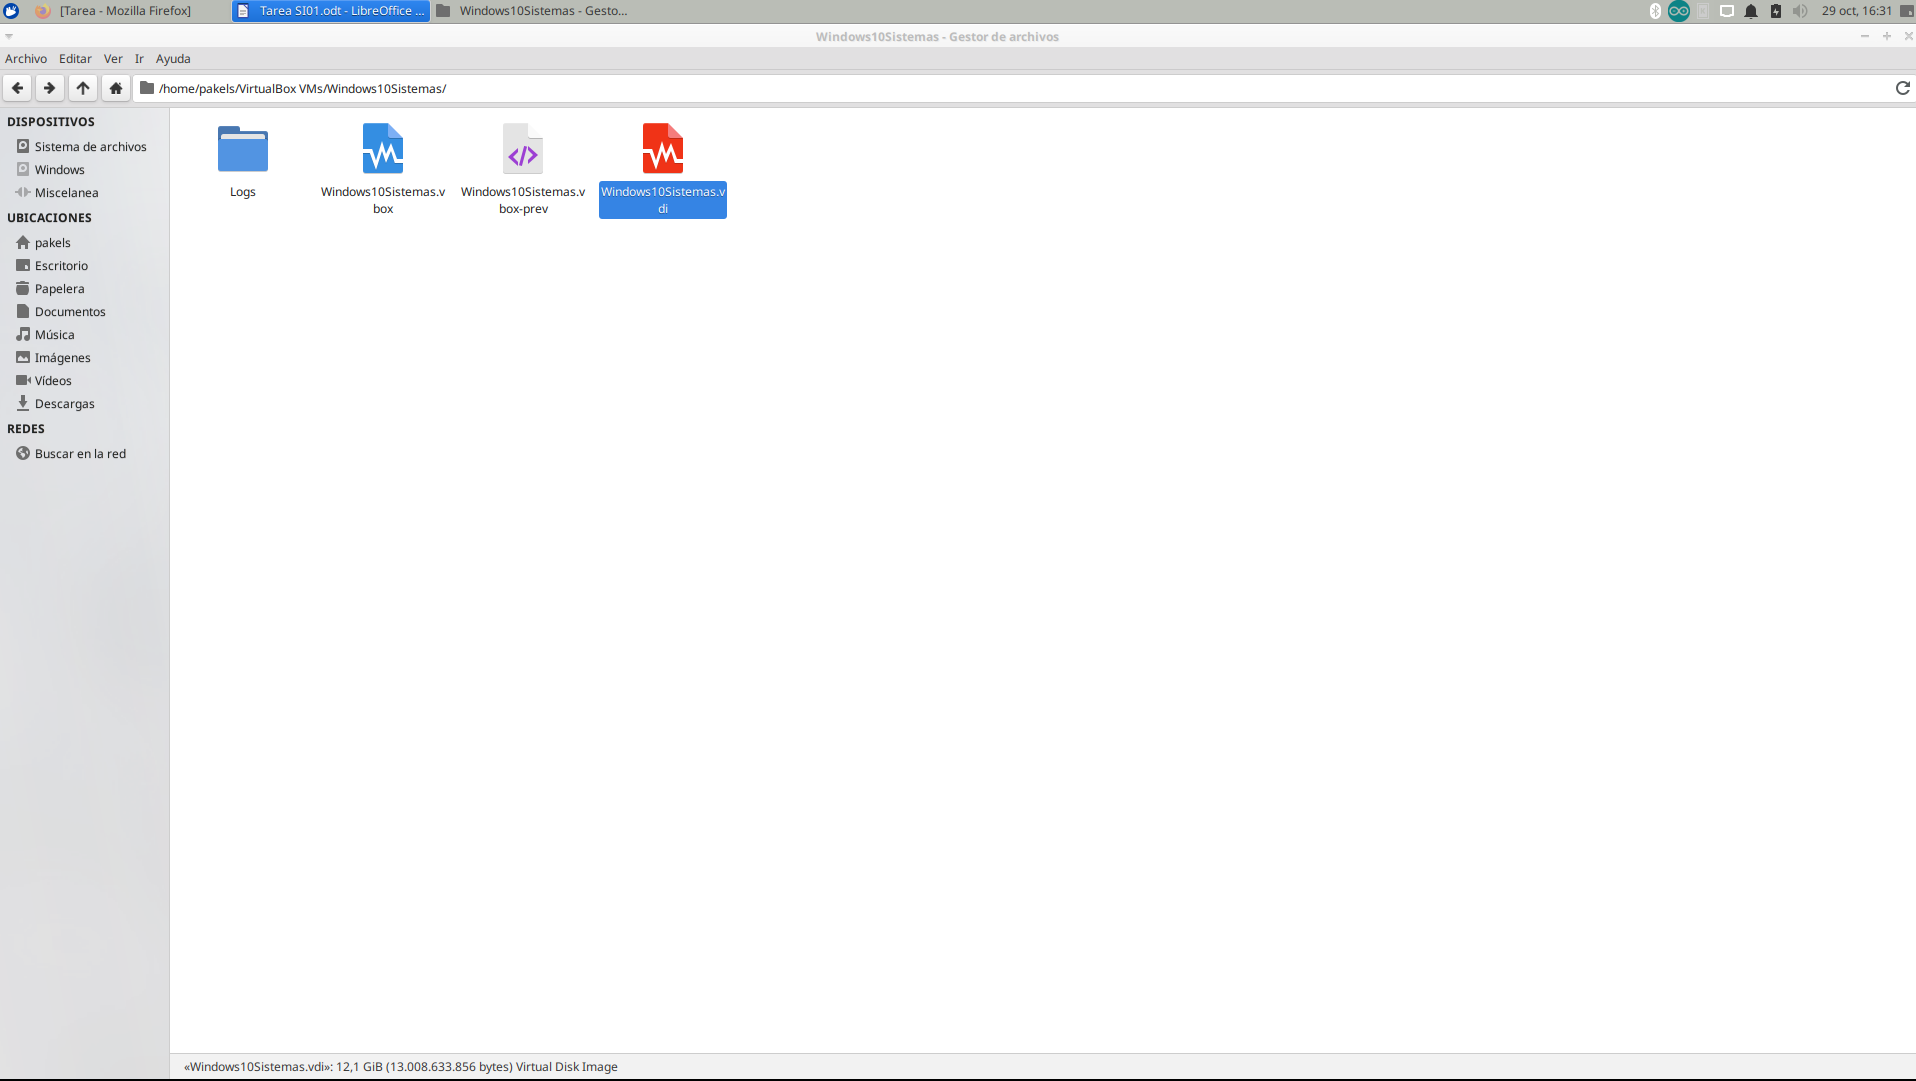 [Tarea - Mozilla Firefox]
Tarea SI01.odt - LibreOffice ...
Windows10Sistemas - Gesto...
29 oct, 16:31
Windows10Sistemas - Gestor de archivos
Archivo Editar Ver Ir Ayuda
/home/pakels/VirtualBox VMs/Windows10Sistemas/
DISPOSITIVOS
Sistema de archivos
Windows
Miscelanea
UBICACIONES
pakels
Escritorio
Papelera
Documentos
Música
Imágenes
Vídeos
Descargas
REDES
Buscar en la red
Logs
Windows10Sistemas.v
box
Windows10Sistemas.v
box-prev
Windows10Sistemas.v
di
«Windows10Sistemas.vdi»: 12,1 GiB (13.008.633.856 bytes) Virtual Disk Image